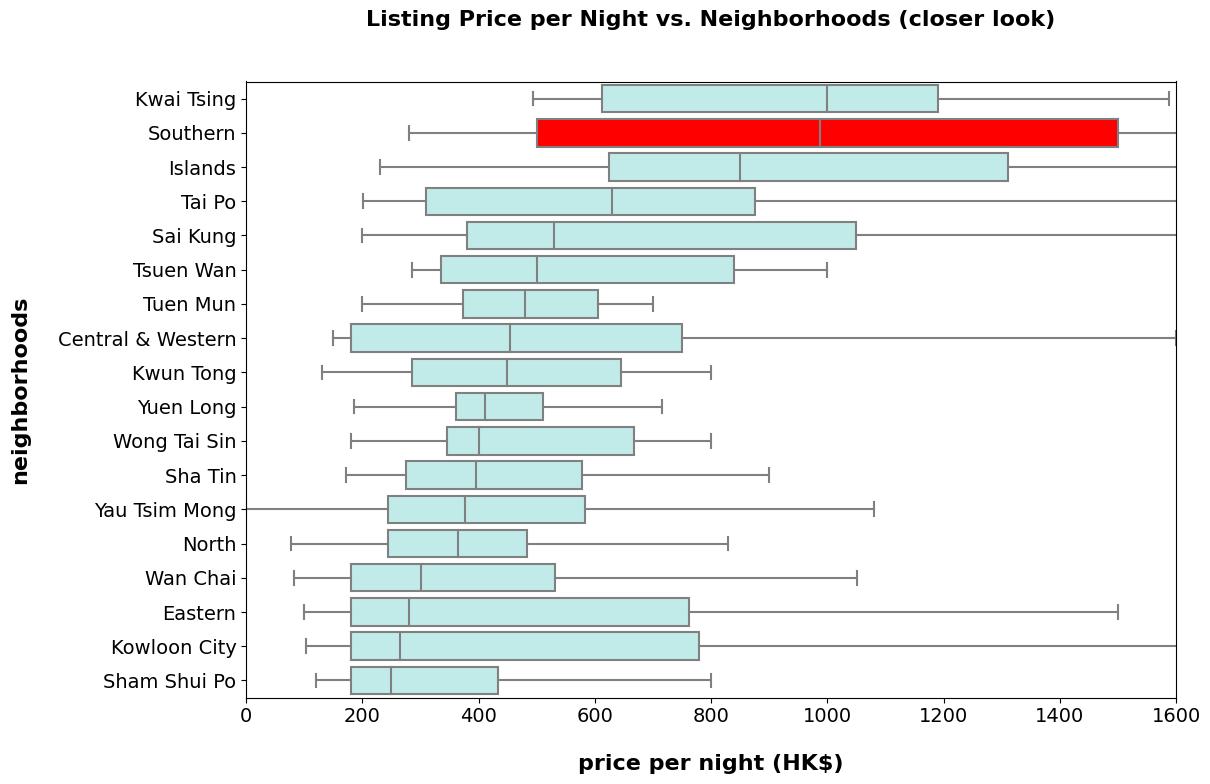 Listing Price per Night vs. Neighborhoods (closer look)
Kwai Tsing
Southern
Islands
Tai Po
Sai Kung
Tsuen Wan
Tuen Mun
Central & Western
Kwun Tong
Yuen Long
Wong Tai Sin
Sha Tin
Yau Tsim Mong
North
Wan Chai
Eastern
Kowloon City
Sham Shui Po
neighborhoods
0 200 400 600 800 1000 1200 1400 1600
price per night (HK$)